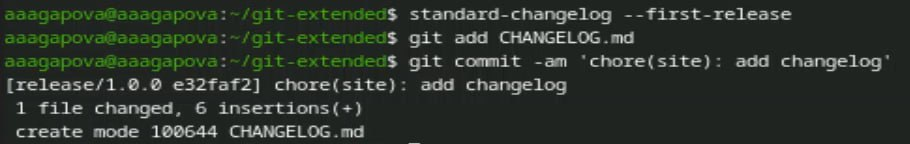 aaagapova@aaagapova:~/git-extended$ standard-changelog --first-release
aaagapova@aaagapova:~/git-extended$ git add CHANGELOG.md
aaagapova@aaagapova:~/git-extended$ git commit -am 'chore(site): add changelog'
[release/1.0.0 e32faf2] chore(site): add changelog
 1 file changed, 6 insertions(+)
 create mode 100644 CHANGELOG.md